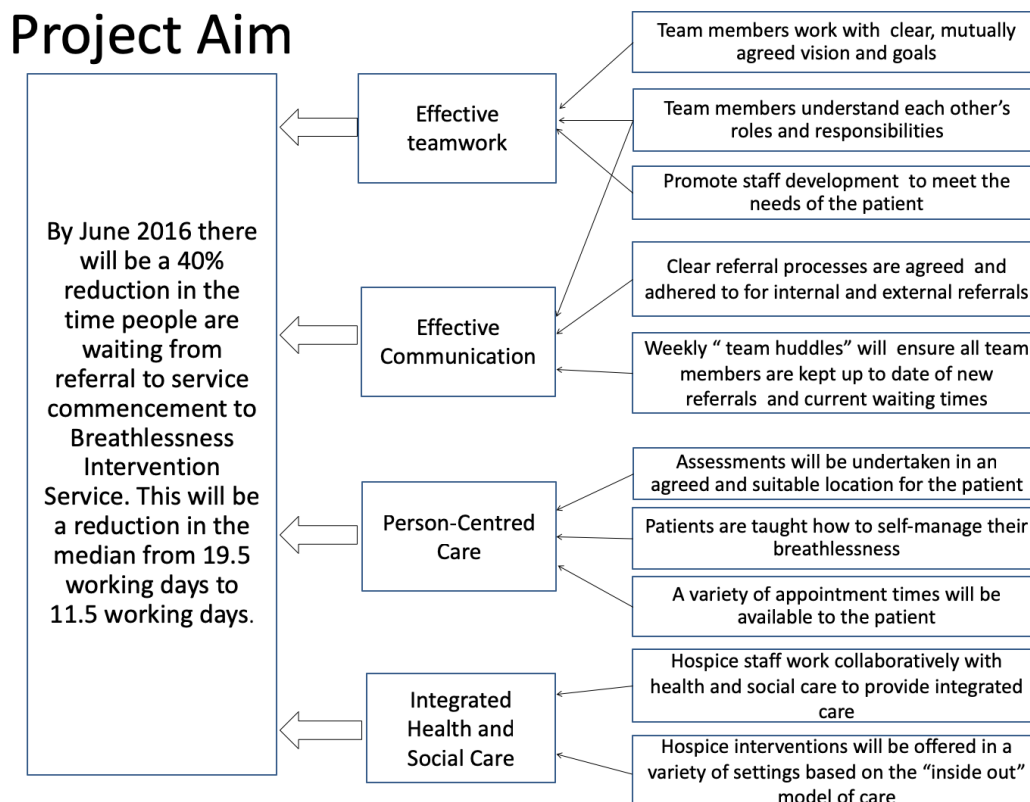 Project Aim
By June 2016 there
will be a 40%
reduction in the
time people are
waiting from
referral to service
commencement to
Breathlessness
Intervention
Service. This will be
a reduction in the
median from 19.5
working days to
11.5 working days.
Effective
teamwork
Effective
Communication
Person-Centred
Care
Integrated
Health and
Social Care
Team members work with clear, mutually
agreed vision and goals
Team members understand each other’s
roles and responsibilities
Promote staff development to meet the
needs of the patient
Clear referral processes are agreed and
adhered to for internal and external referrals
Weekly “ team huddles” will ensure all team
members are kept up to date of new
referrals and current waiting times
Assessments will be undertaken in an
agreed and suitable location for the patient
Patients are taught how to self-manage their
breathlessness
A variety of appointment times will be
available to the patient
Hospice staff work collaboratively with
health and social care to provide integrated
care
Hospice interventions will be offered in a
variety of settings based on the “inside out”
model of care